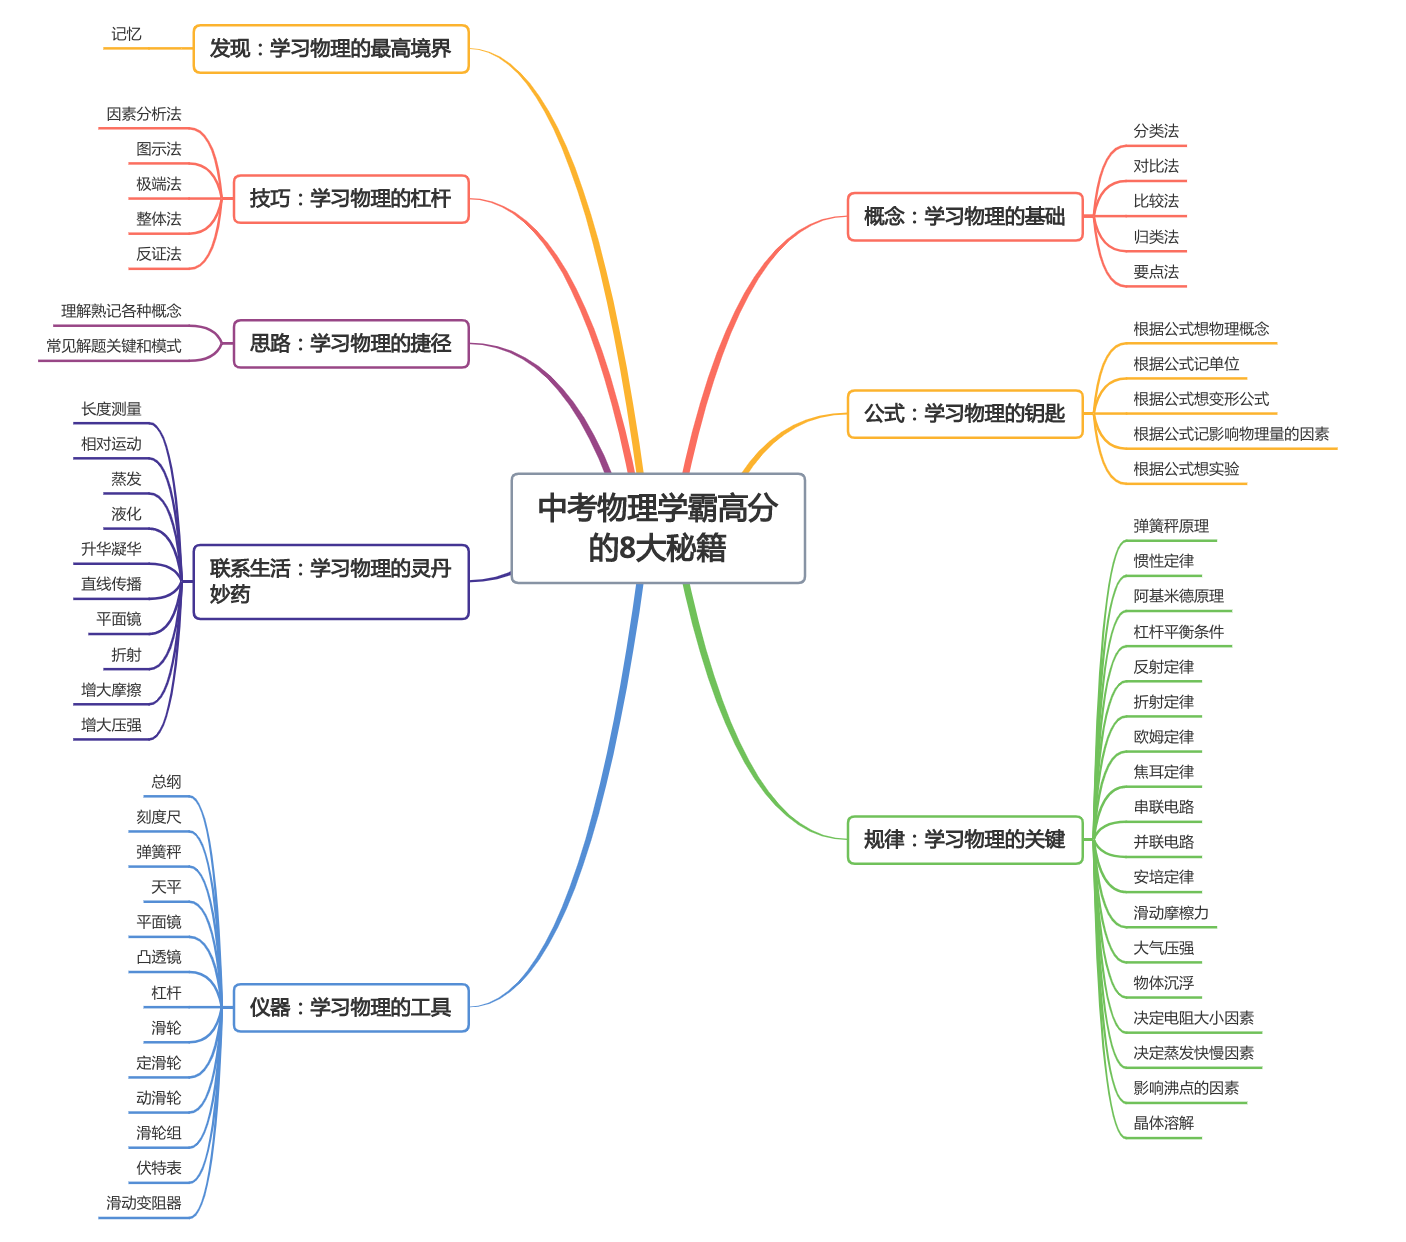 中考物理学霸高分
的8大秘籍
概念：学习物理的基础
分类法
对比法
比较法
归类法
要点法
公式：学习物理的钥匙
根据公式想物理概念
根据公式记单位
根据公式想变形公式
根据公式记影响物理量的因素
根据公式想实验
规律：学习物理的关键
弹簧秤原理
惯性定律
阿基米德原理
杠杆平衡条件
反射定律
折射定律
欧姆定律
焦耳定律
串联电路
并联电路
安培定律
滑动摩檫力
大气压强
物体沉浮
决定电阻大小因素
决定蒸发快慢因素
影响沸点的因素
晶体溶解
发现：学习物理的最高境界
记忆
技巧：学习物理的杠杆
因素分析法
图示法
极端法
整体法
反证法
思路：学习物理的捷径
理解熟记各种概念
常见解题关键和模式
联系生活：学习物理的灵丹
妙药
长度测量
相对运动
蒸发
液化
升华凝华
直线传播
平面镜
折射
增大摩擦
增大压强
仪器：学习物理的工具
总纲
刻度尺
弹簧秤
天平
平面镜
凸透镜
杠杆
滑轮
定滑轮
动滑轮
滑轮组
伏特表
滑动变阻器